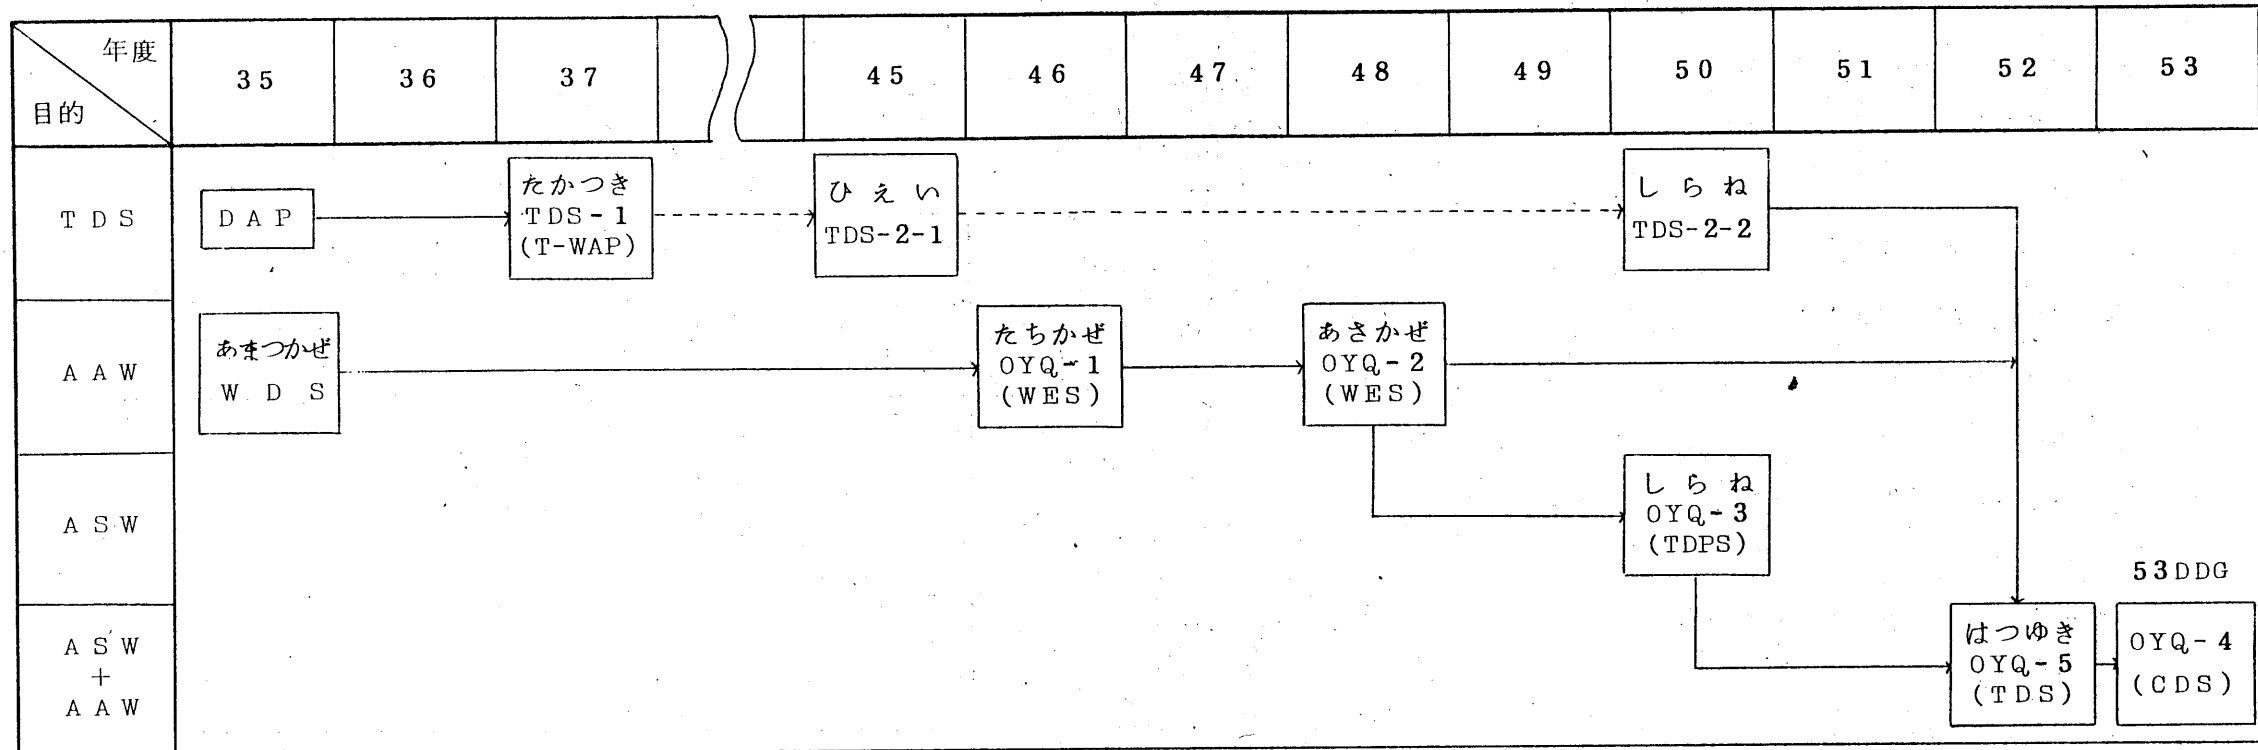 年度
目的
35 36 37 45 46 47 48 49 50 51 52 53
TDS
DAP
たかつき
TDS-1
(T-WAP)
ひえい
TDS-2-1
しらね
TDS-2-2
AAW
あまつかぜ
WDS
たちかぜ
OYQ-1
(WES)
あさかぜ
OYQ-2
(WES)
ASW
しらね
OYQ-3
(TDPS)
53DDG
ASW
+
AAW
はつゆき
OYQ-5
(TDS)
OYQ-4
(CDS)